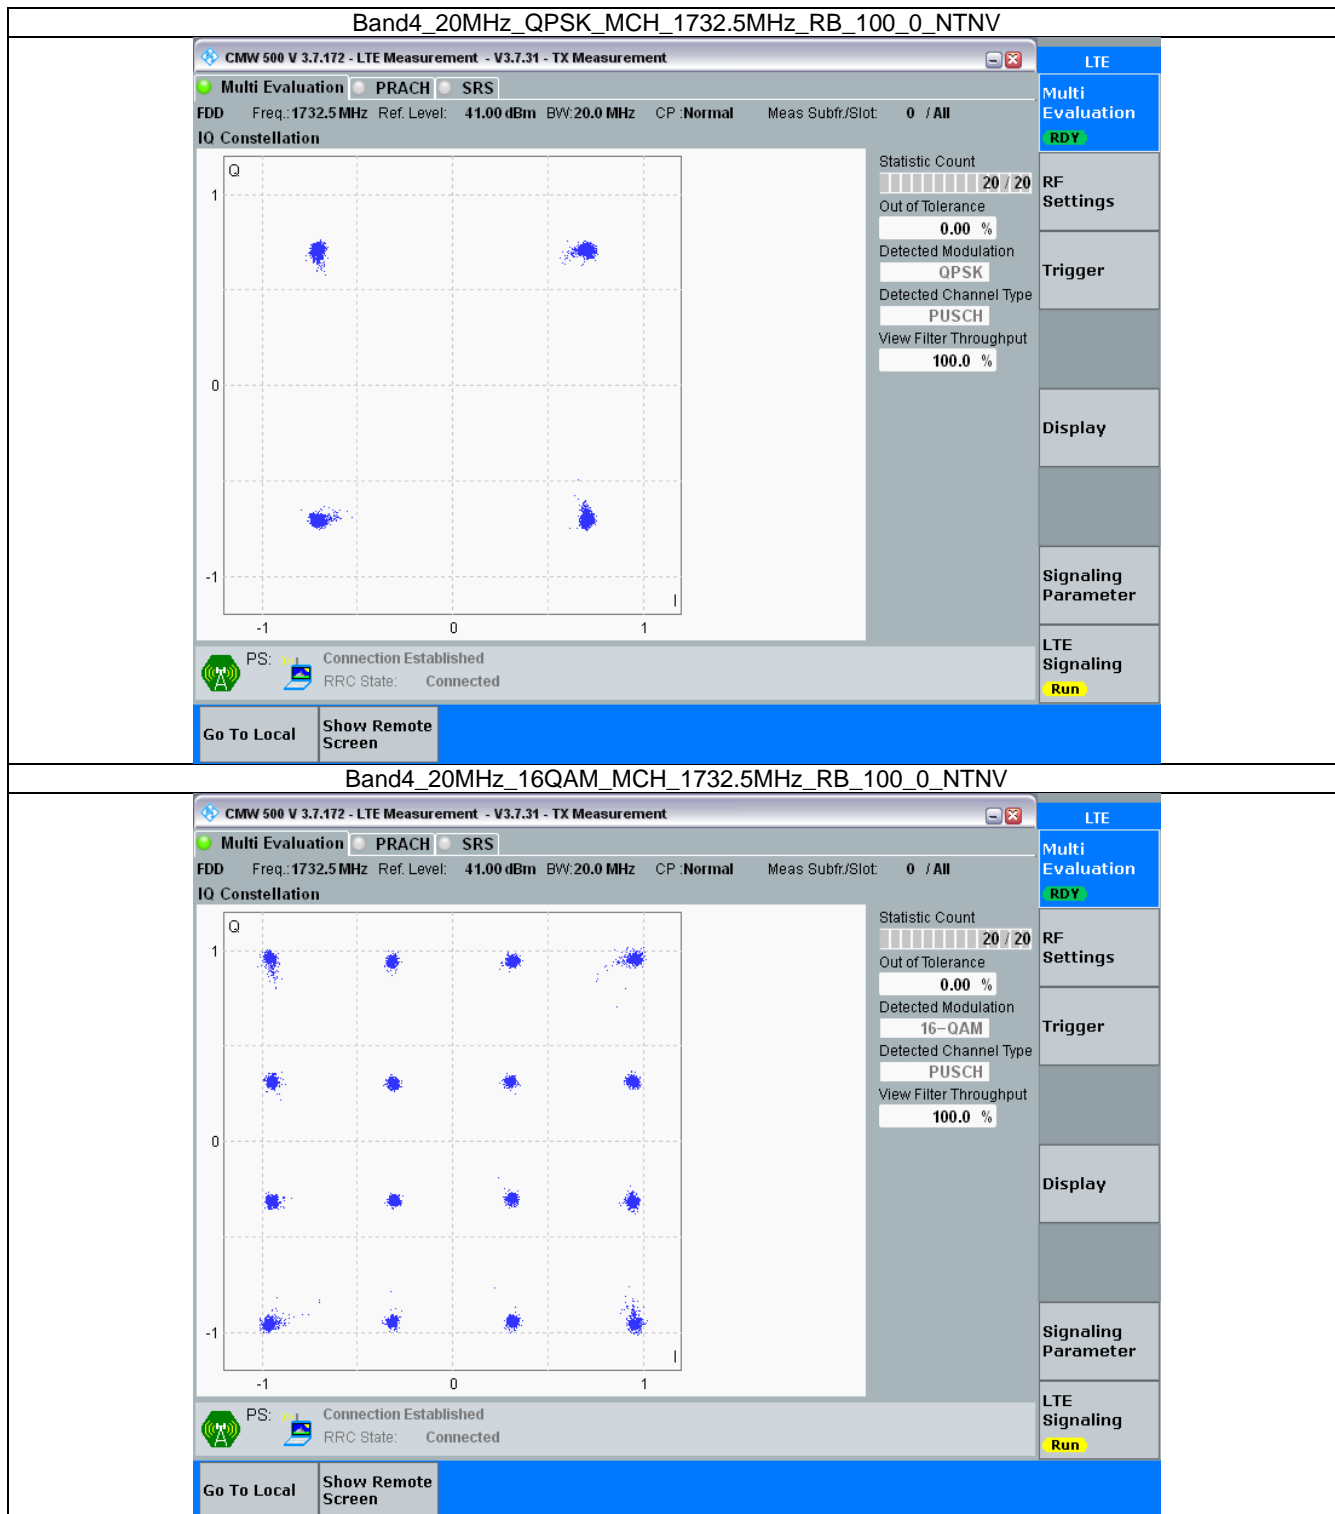 Band4_20MHz_QPSK_MCH_1732.5MHz_RB_100_0_NTNV
CMW 500 V 3.7.172 - LTE Measurement - V3.7.31 - TX Measurement
LTE
Multi Evaluation PRACH SRS
Multi
Evaluation
RDY
FDD Freq.: 1732.5 MHz Ref. Level: 41.00 dBm BW: 20.0 MHz CP : Normal Meas Subfr./Slot: 0 / All
IQ Constellation
Q
1
0
-1
I
-1 0 1
Statistic Count
20 / 20
Out of Tolerance
0.00 %
Detected Modulation
QPSK
Detected Channel Type
PUSCH
View Filter Throughput
100.0 %
RF
Settings
Trigger
Display
Signaling
Parameter
LTE
Signaling
Run
PS: Connection Established
RRC State: Connected
Go To Local
Show Remote
Screen
Band4_20MHz_16QAM_MCH_1732.5MHz_RB_100_0_NTNV
CMW 500 V 3.7.172 - LTE Measurement - V3.7.31 - TX Measurement
LTE
Multi Evaluation PRACH SRS
Multi
Evaluation
RDY
FDD Freq.: 1732.5 MHz Ref. Level: 41.00 dBm BW: 20.0 MHz CP : Normal Meas Subfr./Slot: 0 / All
IQ Constellation
Q
1
0
-1
I
-1 0 1
Statistic Count
20 / 20
Out of Tolerance
0.00 %
Detected Modulation
16-QAM
Detected Channel Type
PUSCH
View Filter Throughput
100.0 %
RF
Settings
Trigger
Display
Signaling
Parameter
LTE
Signaling
Run
PS: Connection Established
RRC State: Connected
Go To Local
Show Remote
Screen